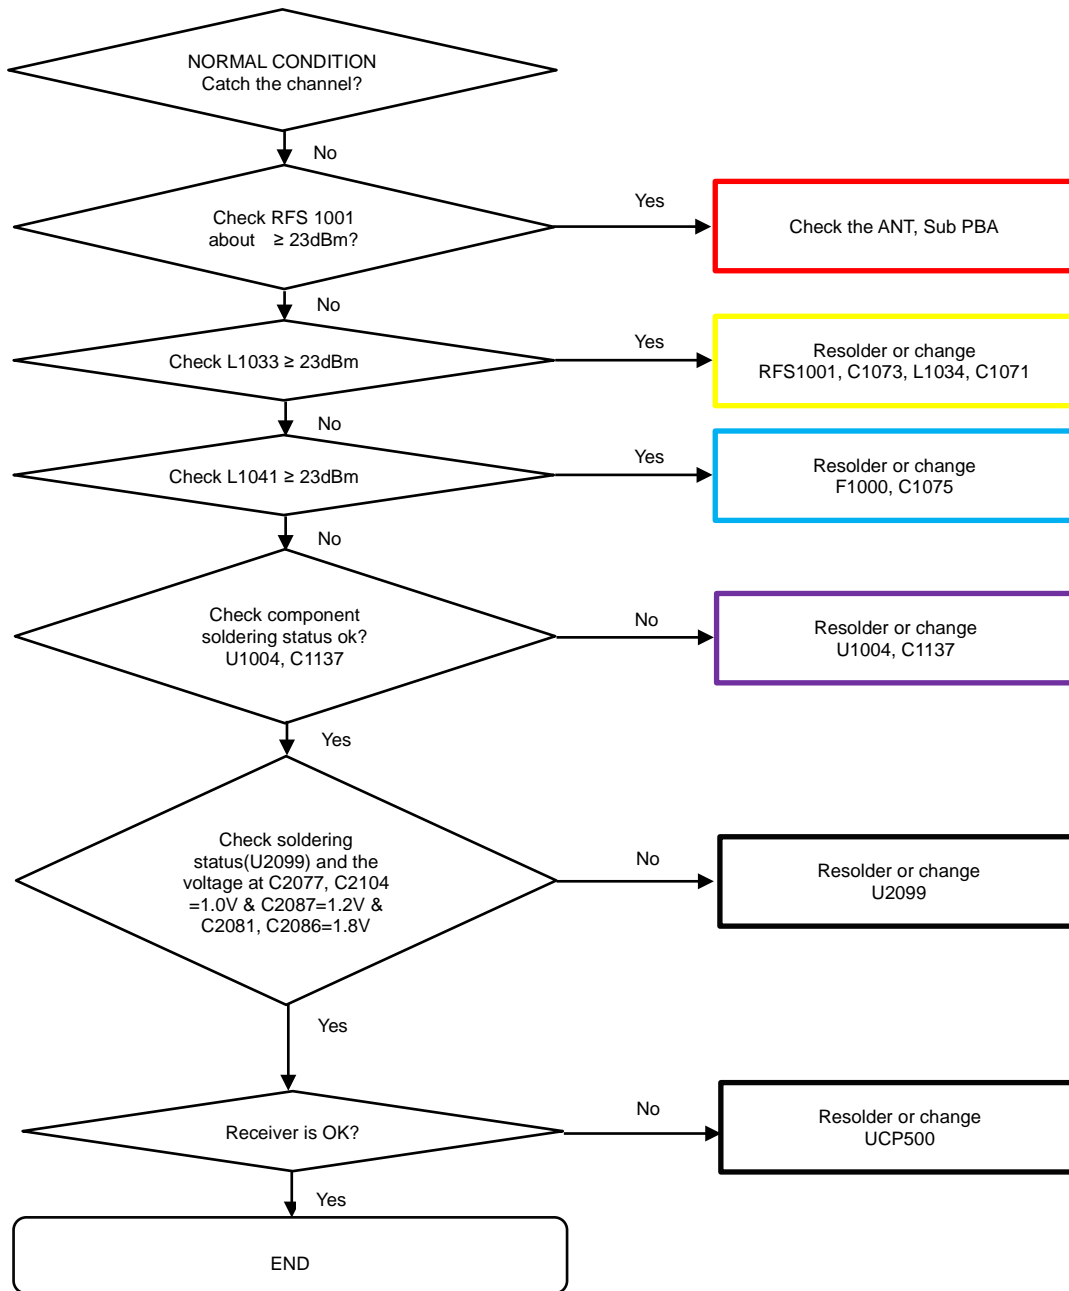 NORMAL CONDITION
Catch the channel?
No
Check RFS 1001
about ≥ 23dBm?
Yes
Check the ANT, Sub PBA
No
Check L1033 ≥ 23dBm
Yes
Resolder or change
RFS1001, C1073, L1034, C1071
No
Check L1041 ≥ 23dBm
Yes
Resolder or change
F1000, C1075
No
Check component
soldering status ok?
U1004, C1137
No
Resolder or change
U1004, C1137
Yes
Check soldering
status(U2099) and the
voltage at C2077, C2104
=1.0V & C2087=1.2V &
C2081, C2086=1.8V
No
Resolder or change
U2099
Yes
Receiver is OK?
No
Resolder or change
UCP500
Yes
END